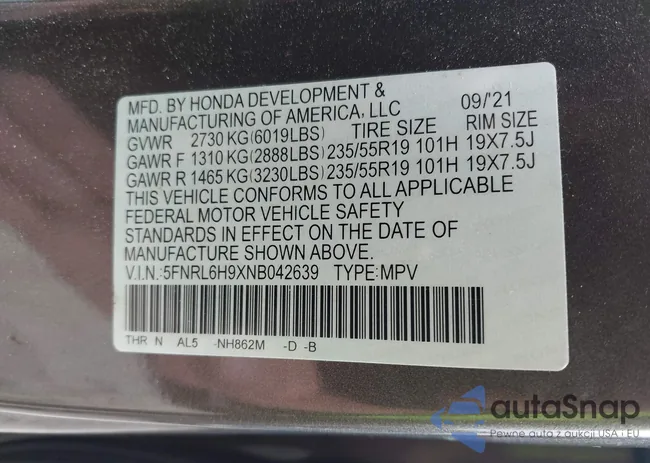 MFD. BY HONDA DEVELOPMENT &
MANUFACTURING OF AMERICA, LLC 09/'21
GVWR 2730 KG(6019LBS) TIRE SIZE RIM SIZE
GAWR F 1310 KG(2888LBS) 235/55R19 101H 19X7.5J
GAWR R 1465 KG(3230LBS) 235/55R19 101H 19X7.5J
THIS VEHICLE CONFORMS TO ALL APPLICABLE
FEDERAL MOTOR VEHICLE SAFETY
STANDARDS IN EFFECT ON THE DATE OF
MANUFACTURE SHOWN ABOVE.
V.I.N.:5FNRL6H9XNB042639 TYPE:MPV
THR N AL5 -NH862M -D -B
autoSnap
Pewne auto z aukcji USA i EU